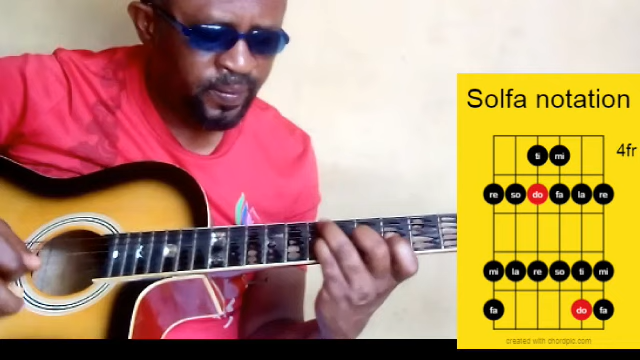 Solfa notation
ti mi
4fr
re so do fa la re
mi la re so ti mi
fa do fa
created with chordpic.com